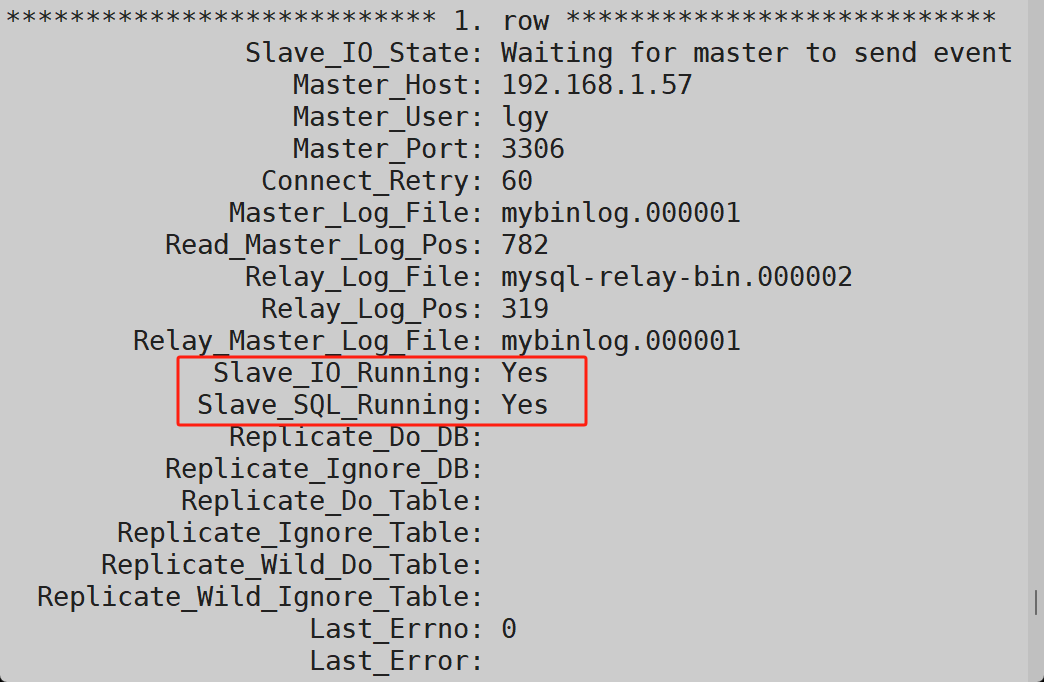 *************************** 1. row ***************************
Slave_IO_State: Waiting for master to send event
Master_Host: 192.168.1.57
Master_User: lgy
Master_Port: 3306
Connect_Retry: 60
Master_Log_File: mybinlog.000001
Read_Master_Log_Pos: 782
Relay_Log_File: mysql-relay-bin.000002
Relay_Log_Pos: 319
Relay_Master_Log_File: mybinlog.000001
Slave_IO_Running: Yes
Slave_SQL_Running: Yes
Replicate_Do_DB:
Replicate_Ignore_DB:
Replicate_Do_Table:
Replicate_Ignore_Table:
Replicate_Wild_Do_Table:
Replicate_Wild_Ignore_Table:
Last_Errno: 0
Last_Error: